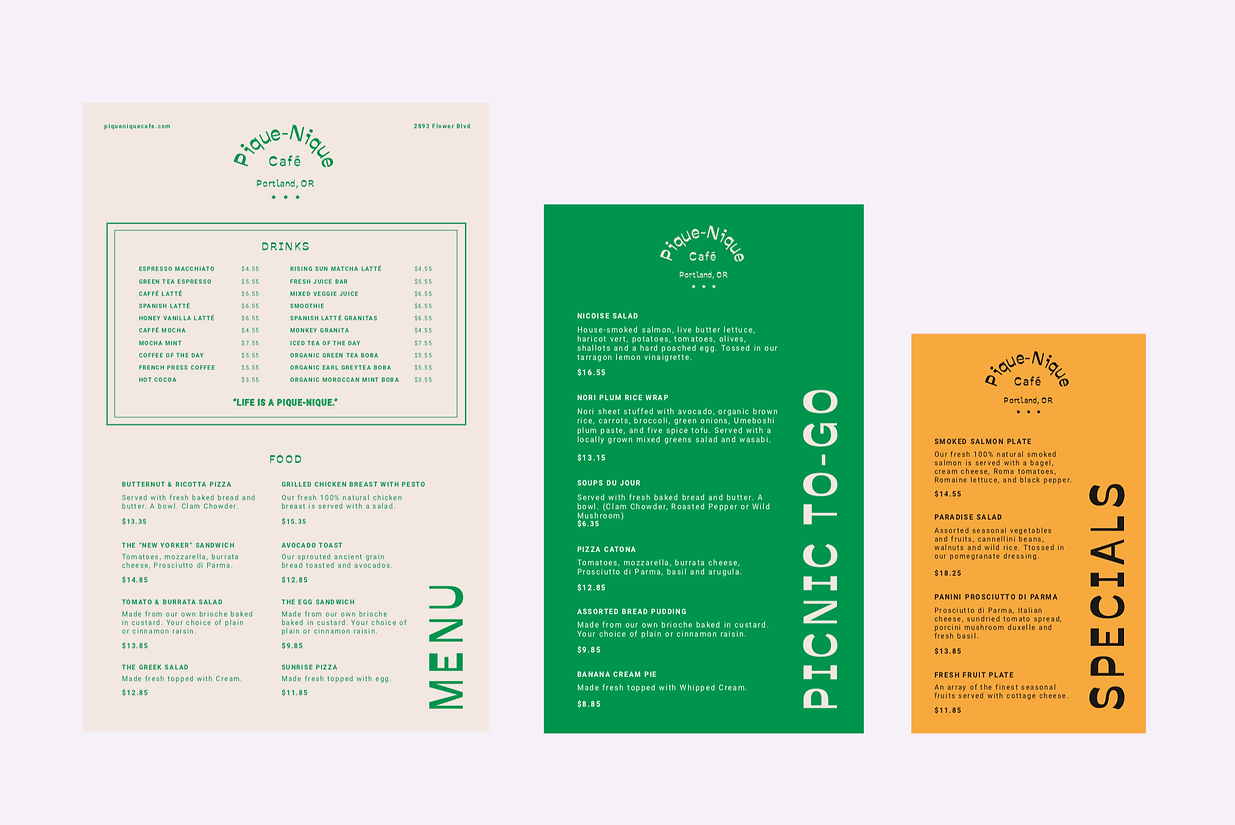 piqueniquecafe.com
2893 Flower Blvd
Pique-Nique
Café
Portland, OR
DRINKS
ESPRESSO MACCHIATO $4.55
GREEN TEA ESPRESSO $5.55
CAFFÉ LATTÉ $6.55
SPANISH LATTÉ $6.55
HONEY VANILLA LATTÉ $6.55
CAFFÉ MOCHA $4.55
MOCHA MINT $7.55
COFFEE OF THE DAY $5.55
FRENCH PRESS COFFEE $5.55
HOT COCOA $3.55
RISING SUN MATCHA LATTÉ $4.55
FRESH JUICE BAR $5.55
MIXED VEGGIE JUICE $6.55
SMOOTHIE $6.55
SPANISH LATTÉ GRANITAS $6.55
MONKEY GRANITA $4.55
ICED TEA OF THE DAY $7.55
ORGANIC GREEN TEA BOBA $5.55
ORGANIC EARL GREYTEA BOBA $5.55
ORGANIC MOROCCAN MINT BOBA $3.55
"LIFE IS A PIQUE-NIQUE."
FOOD
BUTTERNUT & RICOTTA PIZZA
Served with fresh baked bread and
butter. A bowl. Clam Chowder.
$13.35
THE "NEW YORKER" SANDWICH
Tomatoes, mozzarella, burrata
cheese, Prosciutto di Parma.
$14.85
TOMATO & BURRATA SALAD
Made from our own brioche baked
in custard. Your choice of plain
or cinnamon raisin.
$13.85
THE GREEK SALAD
Made fresh topped with Cream.
$12.85
GRILLED CHICKEN BREAST WITH PESTO
Our fresh 100% natural chicken
breast is served with a salad.
$15.35
AVOCADO TOAST
Our sprouted ancient grain
bread toasted and avocados.
$12.85
THE EGG SANDWICH
Made from our own brioche
baked in custard. Your choice of
plain or cinnamon raisin.
$9.85
SUNRISE PIZZA
Made fresh topped with egg.
$11.85
MENU
Pique-Nique
Café
Portland, OR
NICOISE SALAD
House-smoked salmon, live butter lettuce,
haricot vert, potatoes, tomatoes, olives,
shallots and a hard poached egg. Tossed in our
tarragon lemon vinaigrette.
$16.55
NORI PLUM RICE WRAP
Nori sheet stuffed with avocado, organic brown
rice, carrots, broccoli, green onions, Umeboshi
plum paste, and five spice tofu. Served with a
locally grown mixed greens salad and wasabi.
$13.15
SOUPS DU JOUR
Served with fresh baked bread and butter. A
bowl. (Clam Chowder, Roasted Pepper or Wild
Mushroom)
$6.35
PIZZA CATONA
Tomatoes, mozzarella, burrata cheese,
Prosciutto di Parma, basil and arugula.
$12.85
ASSORTED BREAD PUDDING
Made from our own brioche baked in custard.
Your choice of plain or cinnamon raisin.
$9.85
BANANA CREAM PIE
Made fresh topped with Whipped Cream.
$8.85
PICNIC TO-GO
Pique-Nique
Café
Portland, OR
SMOKED SALMON PLATE
Our fresh 100% natural smoked
salmon is served with a bagel,
cream cheese, Roma tomatoes,
Romaine lettuce, and black pepper.
$14.55
PARADISE SALAD
Assorted seasonal vegetables
and fruits, cannellini beans,
walnuts and wild rice. Ttossed in
our pomegranate dressing.
$18.25
PANINI PROSCIUTTO DI PARMA
Prosciutto di Parma, Italian
cheese, sundried tomato spread,
porcini mushroom duxelle and
fresh basil.
$13.85
FRESH FRUIT PLATE
An array of the finest seasonal
fruits served with cottage cheese.
$11.85
SPECIALS